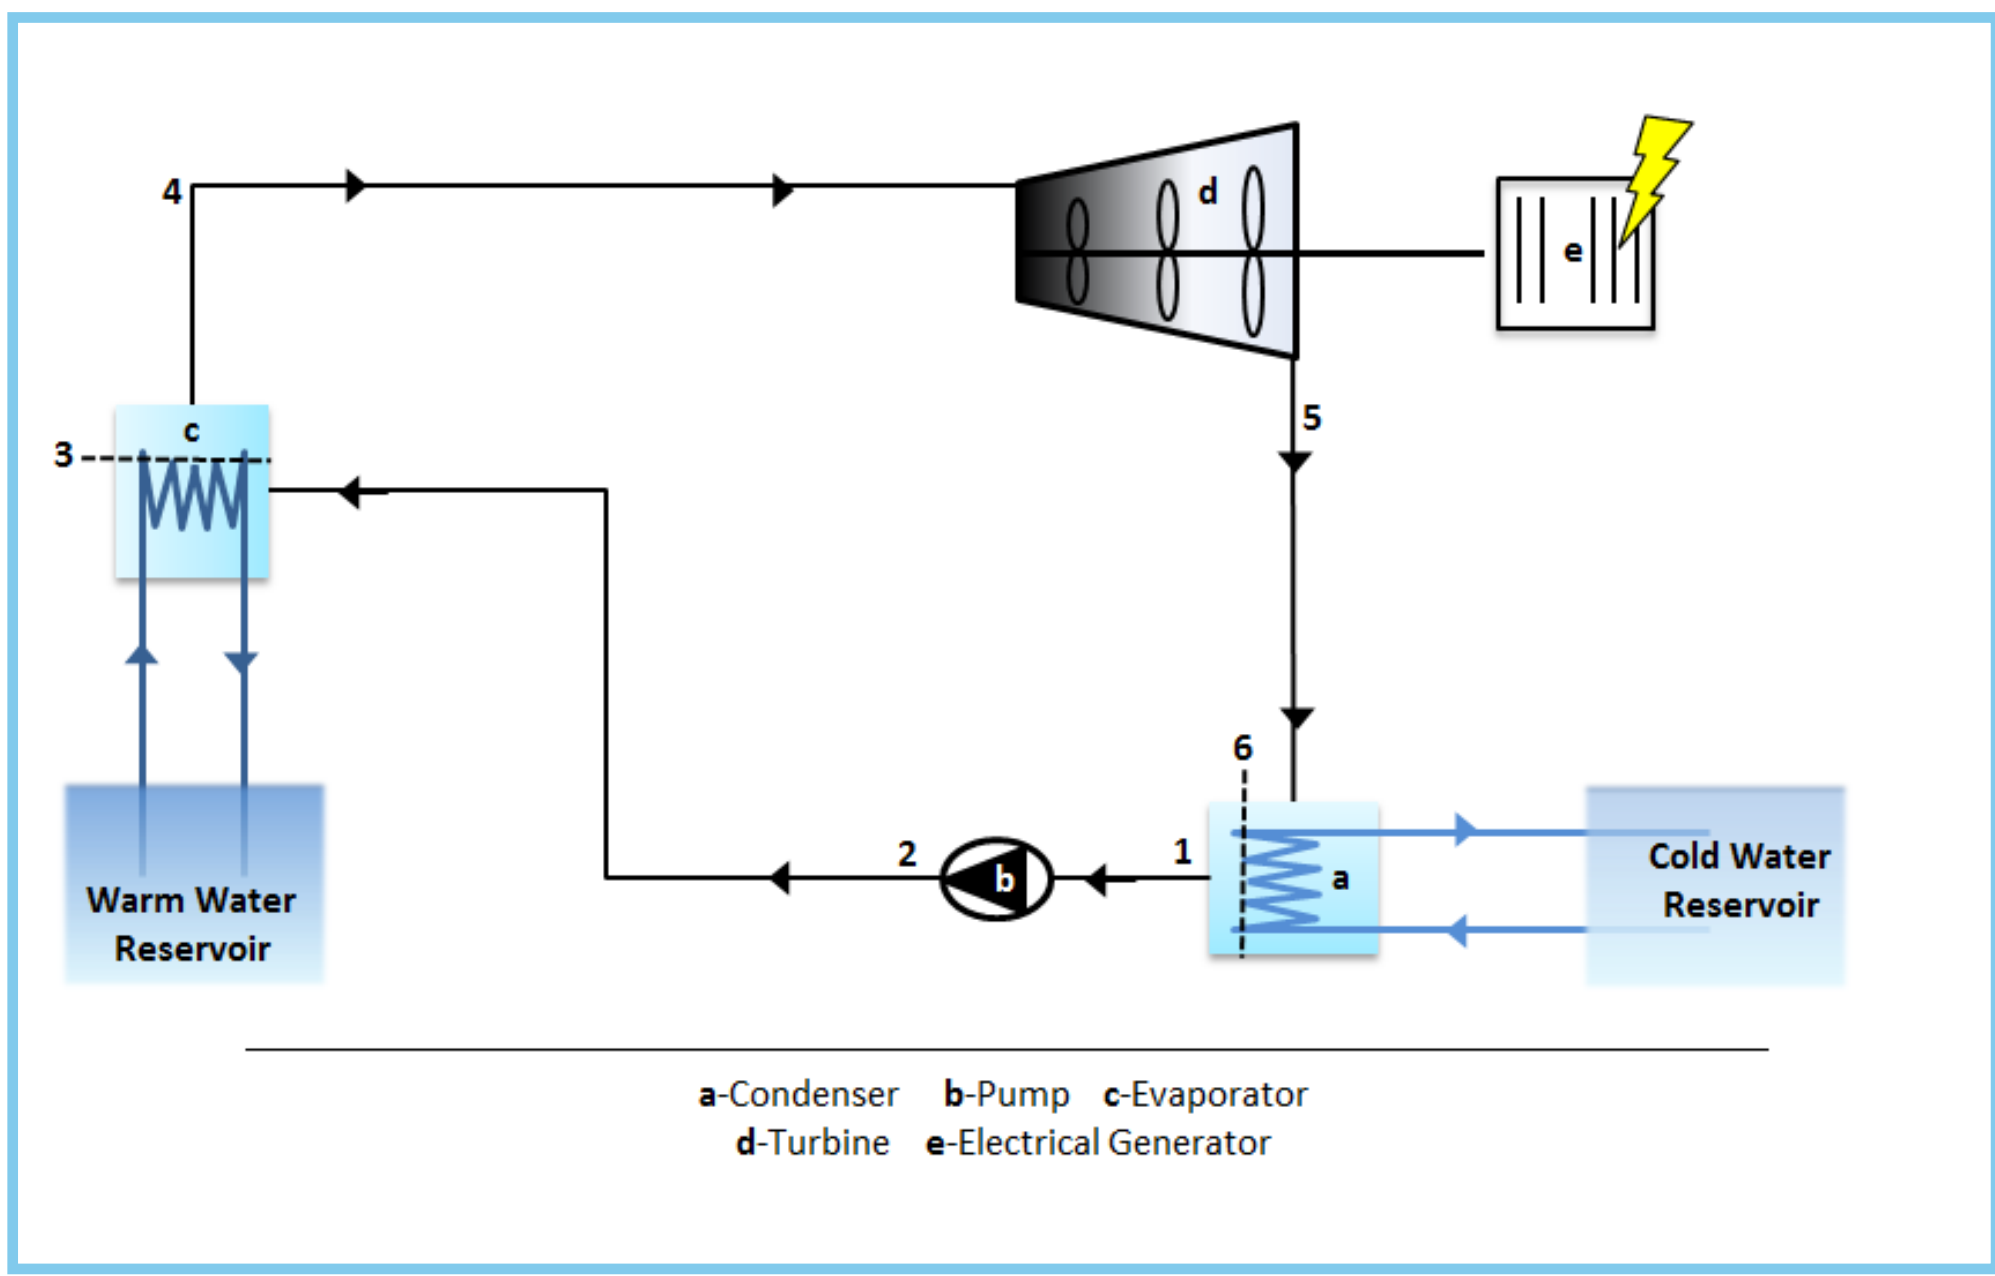 4
d
e
c
3
5
6
2
b
1
a
Warm Water
Reservoir
Cold Water
Reservoir
a-Condenser b-Pump c-Evaporator
d-Turbine e-Electrical Generator